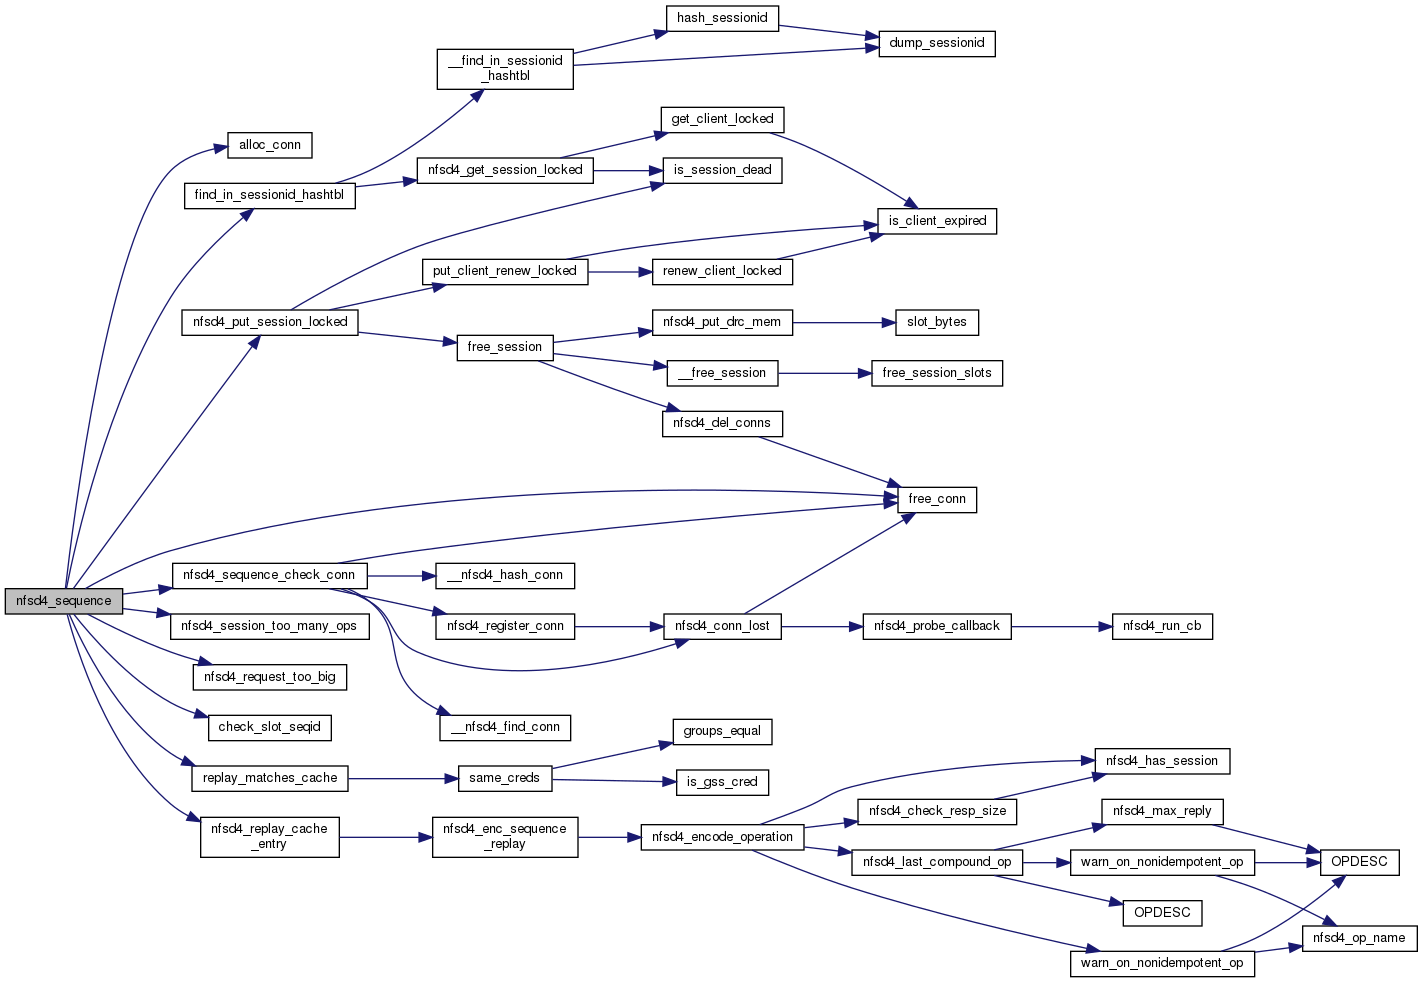 hash_sessionid
dump_sessionid
__find_in_sessionid
_hashtbl
get_client_locked
alloc_conn
nfsd4_get_session_locked
is_session_dead
find_in_sessionid_hashtbl
is_client_expired
put_client_renew_locked
renew_client_locked
nfsd4_put_session_locked
nfsd4_put_drc_mem
slot_bytes
free_session
__free_session
free_session_slots
nfsd4_del_conns
free_conn
nfsd4_sequence_check_conn
__nfsd4_hash_conn
nfsd4_sequence
nfsd4_session_too_many_ops
nfsd4_register_conn
nfsd4_conn_lost
nfsd4_probe_callback
nfsd4_run_cb
nfsd4_request_too_big
check_slot_seqid
__nfsd4_find_conn
groups_equal
nfsd4_has_session
replay_matches_cache
same_creds
is_gss_cred
nfsd4_check_resp_size
nfsd4_max_reply
nfsd4_replay_cache
_entry
nfsd4_enc_sequence
_replay
nfsd4_encode_operation
nfsd4_last_compound_op
warn_on_nonidempotent_op
OPDESC
OPDESC
nfsd4_op_name
warn_on_nonidempotent_op